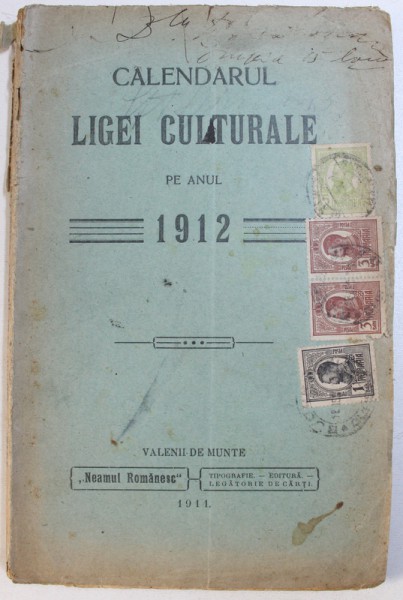 CALENDARUL
LIGEI CULTURALE
PE ANUL
1912
VALENII-DE-MUNTE
„Neamul Românesc"
TIPOGRAFIE. — EDITURĂ. —
LEGĂTORIE DE CĂRȚI.
1911.